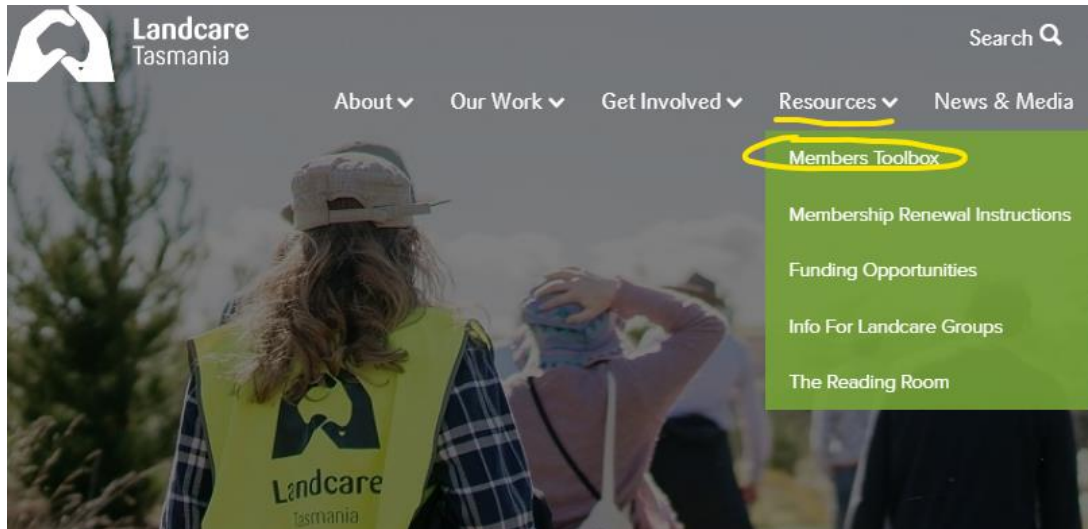 Landcare
Tasmania
Search
About
Our Work
Get Involved
Resources
News & Media
Members Toolbox
Membership Renewal Instructions
Funding Opportunities
Info For Landcare Groups
The Reading Room
Landcare
Tasmania